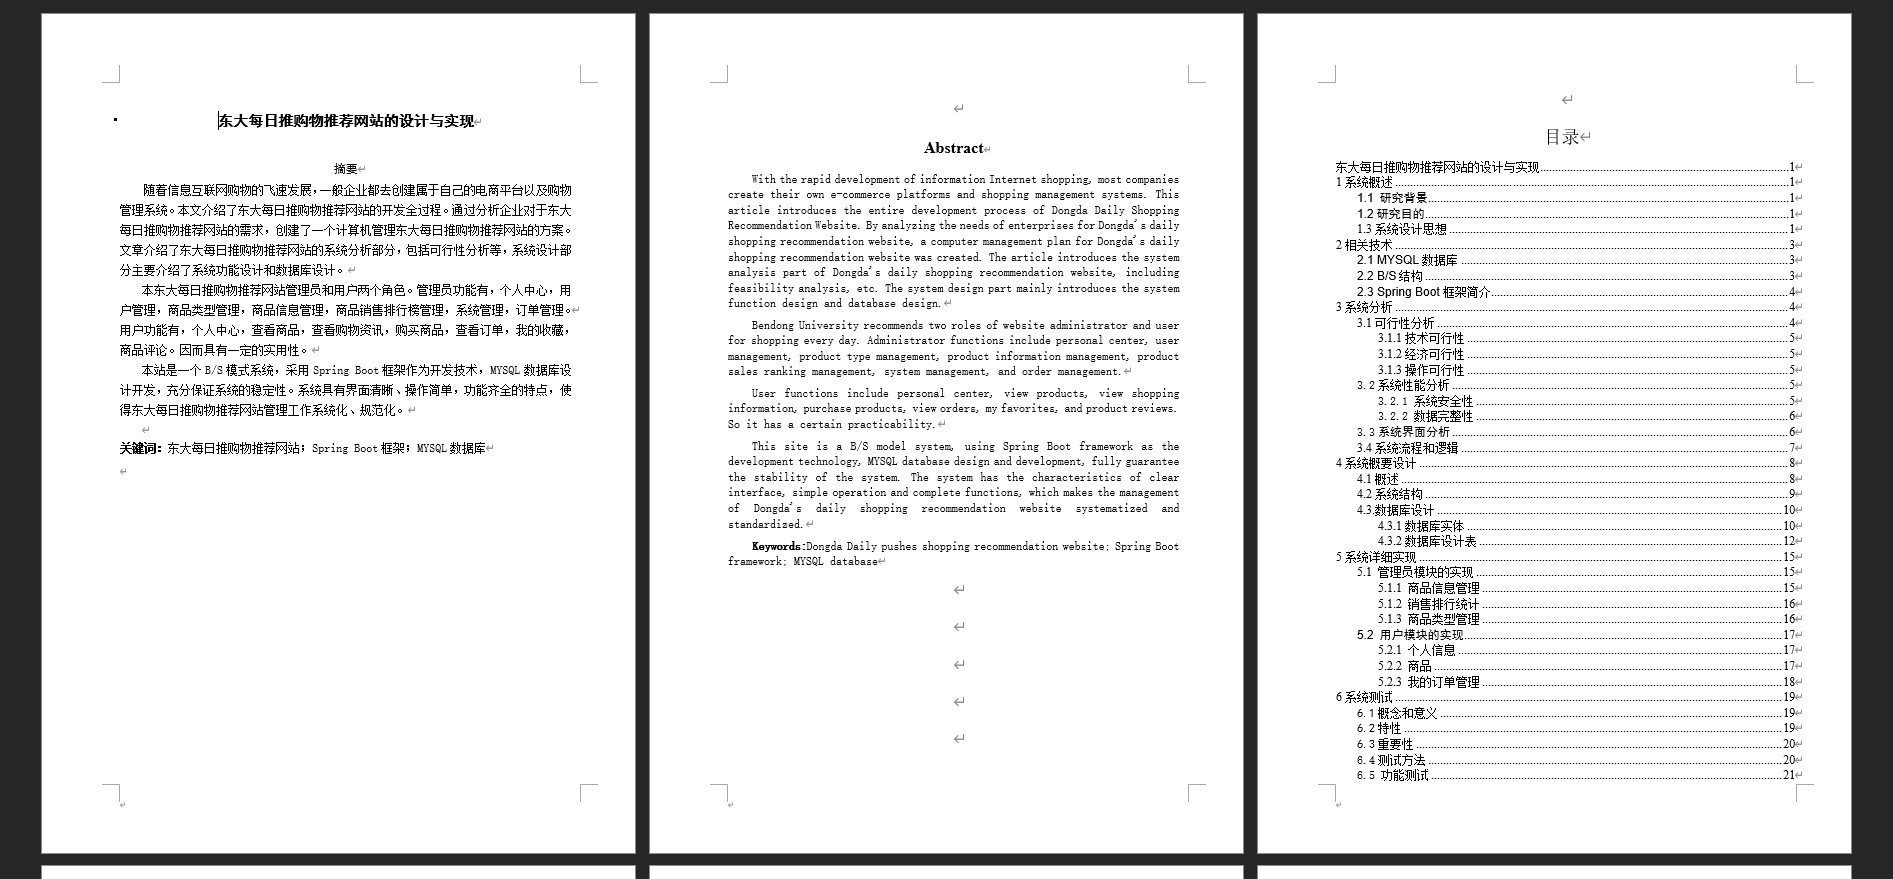 东大每日推购物推荐网站的设计与实现
摘要
随着信息互联网购物的飞速发展，一般企业都去创建属于自己的电商平台以及购物
管理系统。本文介绍了东大每日推购物推荐网站的开发全过程。通过分析企业对于东大
每日推购物推荐网站的需求，创建了一个计算机管理东大每日推购物推荐网站的方案。
文章介绍了东大每日推购物推荐网站的系统分析部分，包括可行性分析等，系统设计部
分主要介绍了系统功能设计和数据库设计。
本东大每日推购物推荐网站管理员和用户两个角色。管理员功能有，个人中心，用
户管理，商品类型管理，商品信息管理，商品销售排行榜管理，系统管理，订单管理。
用户功能有，个人中心，查看商品，查看购物资讯，购买商品，查看订单，我的收藏，
商品评论。因而具有一定的实用性。
本站是一个 B/S 模式系统，采用 Spring Boot 框架作为开发技术，MYSQL 数据库设
计开发，充分保证系统的稳定性。系统具有界面清晰、操作简单，功能齐全的特点，使
得东大每日推购物推荐网站管理工作系统化、规范化。
关键词：东大每日推购物推荐网站；Spring Boot 框架；MYSQL 数据库
Abstract
With the rapid development of information Internet shopping, most companies
create their own e-commerce platforms and shopping management systems. This
article introduces the entire development process of Dongda Daily Shopping
Recommendation Website. By analyzing the needs of enterprises for Dongda's daily
shopping recommendation website, a computer management plan for Dongda's daily
shopping recommendation website was created. The article introduces the system
analysis part of Dongda's daily shopping recommendation website, including
feasibility analysis, etc. The system design part mainly introduces the system
function design and database design.
Bendong University recommends two roles of website administrator and user
for shopping every day. Administrator functions include personal center, user
management, product type management, product information management, product
sales ranking management, system management, and order management.
User functions include personal center, view products, view shopping
information, purchase products, view orders, my favorites, and product reviews.
So it has a certain practicability.
This site is a B/S model system, using Spring Boot framework as the
development technology, MYSQL database design and development, fully guarantee
the stability of the system. The system has the characteristics of clear
interface, simple operation and complete functions, which makes the management
of Dongda's daily shopping recommendation website systematized and
standardized.
Keywords:Dongda Daily pushes shopping recommendation website; Spring Boot
framework; MYSQL database
目录
东大每日推购物推荐网站的设计与实现1
1 系统概述1
1.1 研究背景1
1.2 研究目的1
1.3 系统设计思想1
2 相关技术3
2.1 MYSQL 数据库3
2.2 B/S 结构3
2.3 Spring Boot 框架简介4
3 系统分析4
3.1 可行性分析4
3.1.1 技术可行性5
3.1.2 经济可行性5
3.1.3 操作可行性5
3.2 系统性能分析5
3.2.1 系统安全性5
3.2.2 数据完整性6
3.3 系统界面分析6
3.4 系统流程和逻辑7
4 系统概要设计8
4.1 概述8
4.2 系统结构9
4.3.数据库设计10
4.3.1 数据库实体10
4.3.2 数据库设计表12
5 系统详细实现15
5.1 管理员模块的实现15
5.1.1 商品信息管理15
5.1.2 销售排行统计16
5.1.3 商品类型管理16
5.2 用户模块的实现17
5.2.1 个人信息17
5.2.2 商品17
5.2.3 我的订单管理18
6 系统测试19
6.1 概念和意义19
6.2 特性19
6.3 重要性20
6.4 测试方法20
6.5 功能测试21